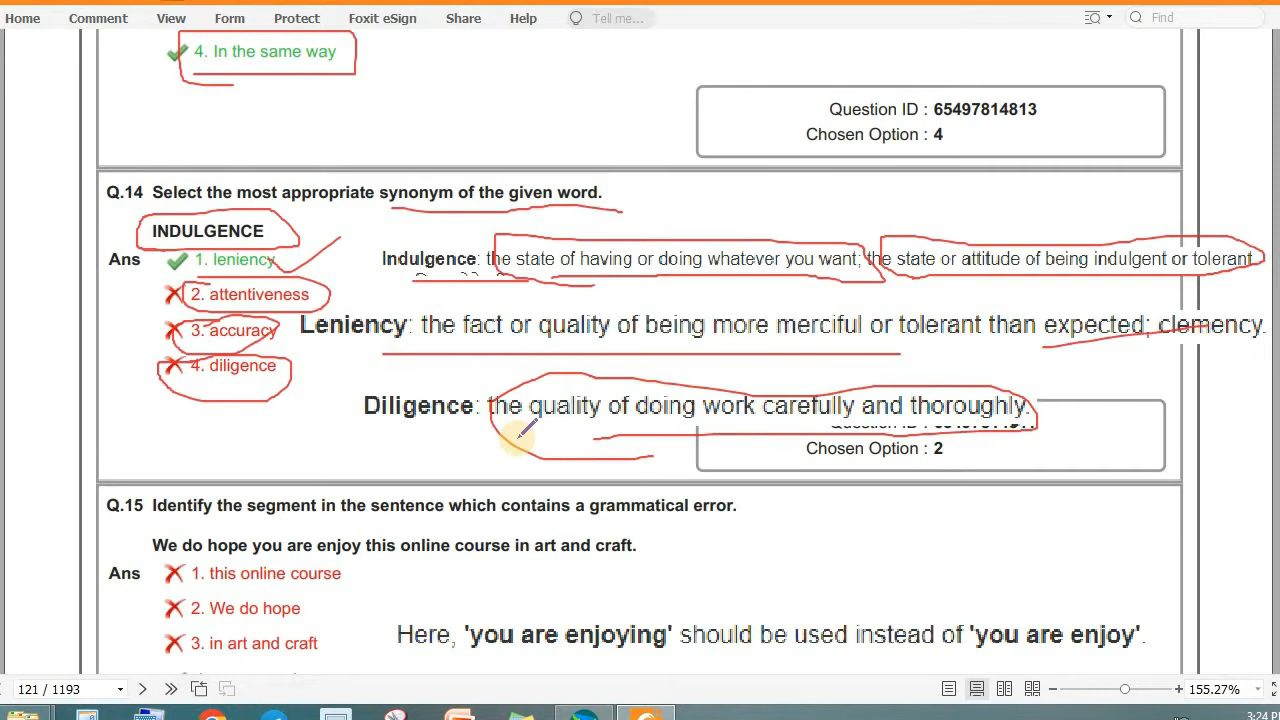 Home Comment View Form Protect Foxit eSign Share Help Tell me... Find
4. In the same way
Question ID : 65497814813
Chosen Option : 4
Q.14 Select the most appropriate synonym of the given word.
INDULGENCE
Ans 1. leniency
Indulgence: the state of having or doing whatever you want; the state or attitude of being indulgent or tolerant
2. attentiveness
3. accuracy
Leniency: the fact or quality of being more merciful or tolerant than expected; clemency.
4. diligence
Diligence: the quality of doing work carefully and thoroughly.
Question ID :
Chosen Option : 2
Q.15 Identify the segment in the sentence which contains a grammatical error.
We do hope you are enjoy this online course in art and craft.
Ans 1. this online course
2. We do hope
3. in art and craft
Here, 'you are enjoying' should be used instead of 'you are enjoy'.
121 / 1193 155.27%
3:24 P